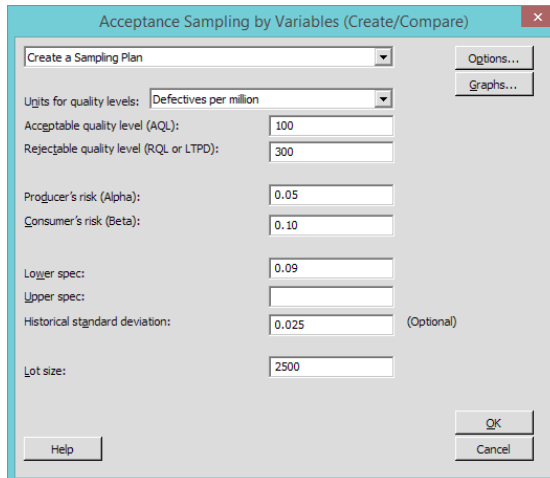 Acceptance Sampling by Variables (Create/Compare)
×
Create a Sampling Plan
Options...
Graphs...
Units for quality levels: Defectives per million
Acceptable quality level (AQL): 100
Rejectable quality level (RQL or LTPD): 300
Producer's risk (Alpha): 0.05
Consumer's risk (Beta): 0.10
Lower spec: 0.09
Upper spec:
Historical standard deviation: 0.025 (Optional)
Lot size: 2500
OK
Help Cancel